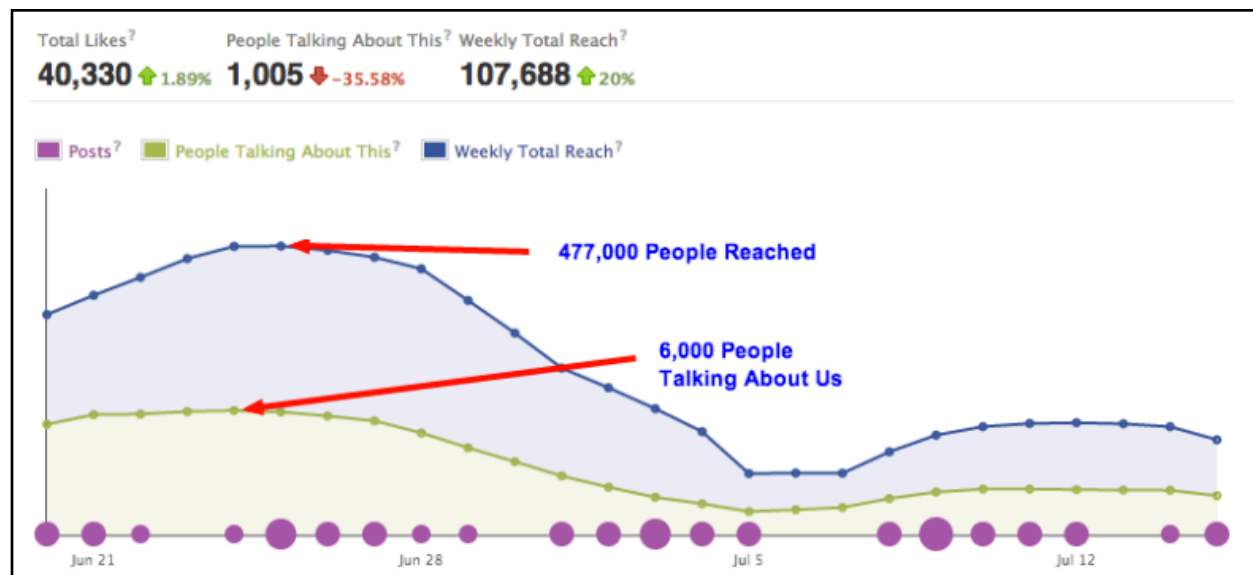 Total Likes? People Talking About This? Weekly Total Reach?
40,330 1.89% 1,005 -35.58% 107,688 20%
Posts? People Talking About This? Weekly Total Reach?
477,000 People Reached
6,000 People
Talking About Us
Jun 21 Jun 28 Jul 5 Jul 12